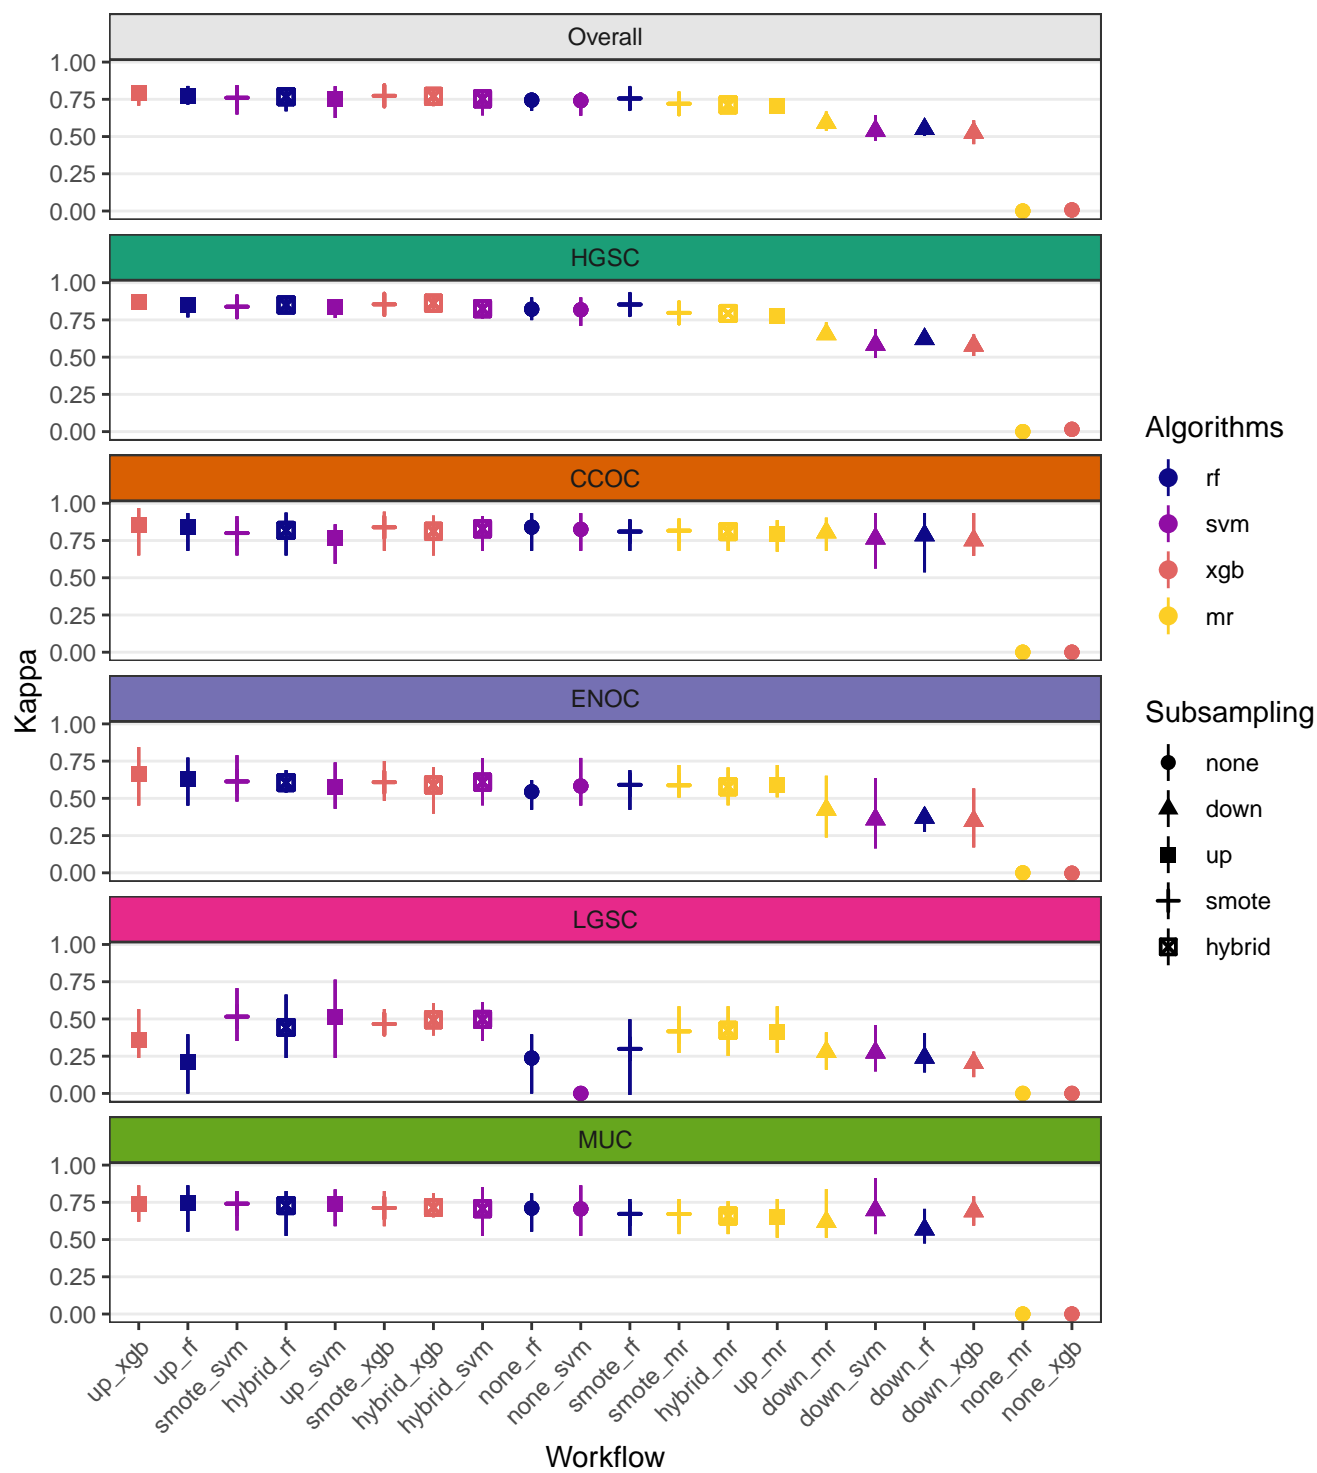 Overall
1.00
0.75
0.50
0.25
0.00
HGSC
1.00
0.75
0.50
0.25
0.00
CCOC
1.00
0.75
0.50
0.25
0.00
ENOC
1.00
0.75
0.50
0.25
0.00
LGSC
1.00
0.75
0.50
0.25
0.00
MUC
1.00
0.75
0.50
0.25
0.00
Kappa
up_xgb
up_rf
smote_svm
hybrid_rf
up_svm
smote_xgb
hybrid_xgb
hybrid_svm
none_rf
none_svm
smote_rf
smote_mr
hybrid_mr
up_mr
down_mr
down_svm
down_rf
down_xgb
none_mr
none_xgb
Workflow
Algorithms
rf
svm
xgb
mr
Subsampling
none
down
up
smote
hybrid